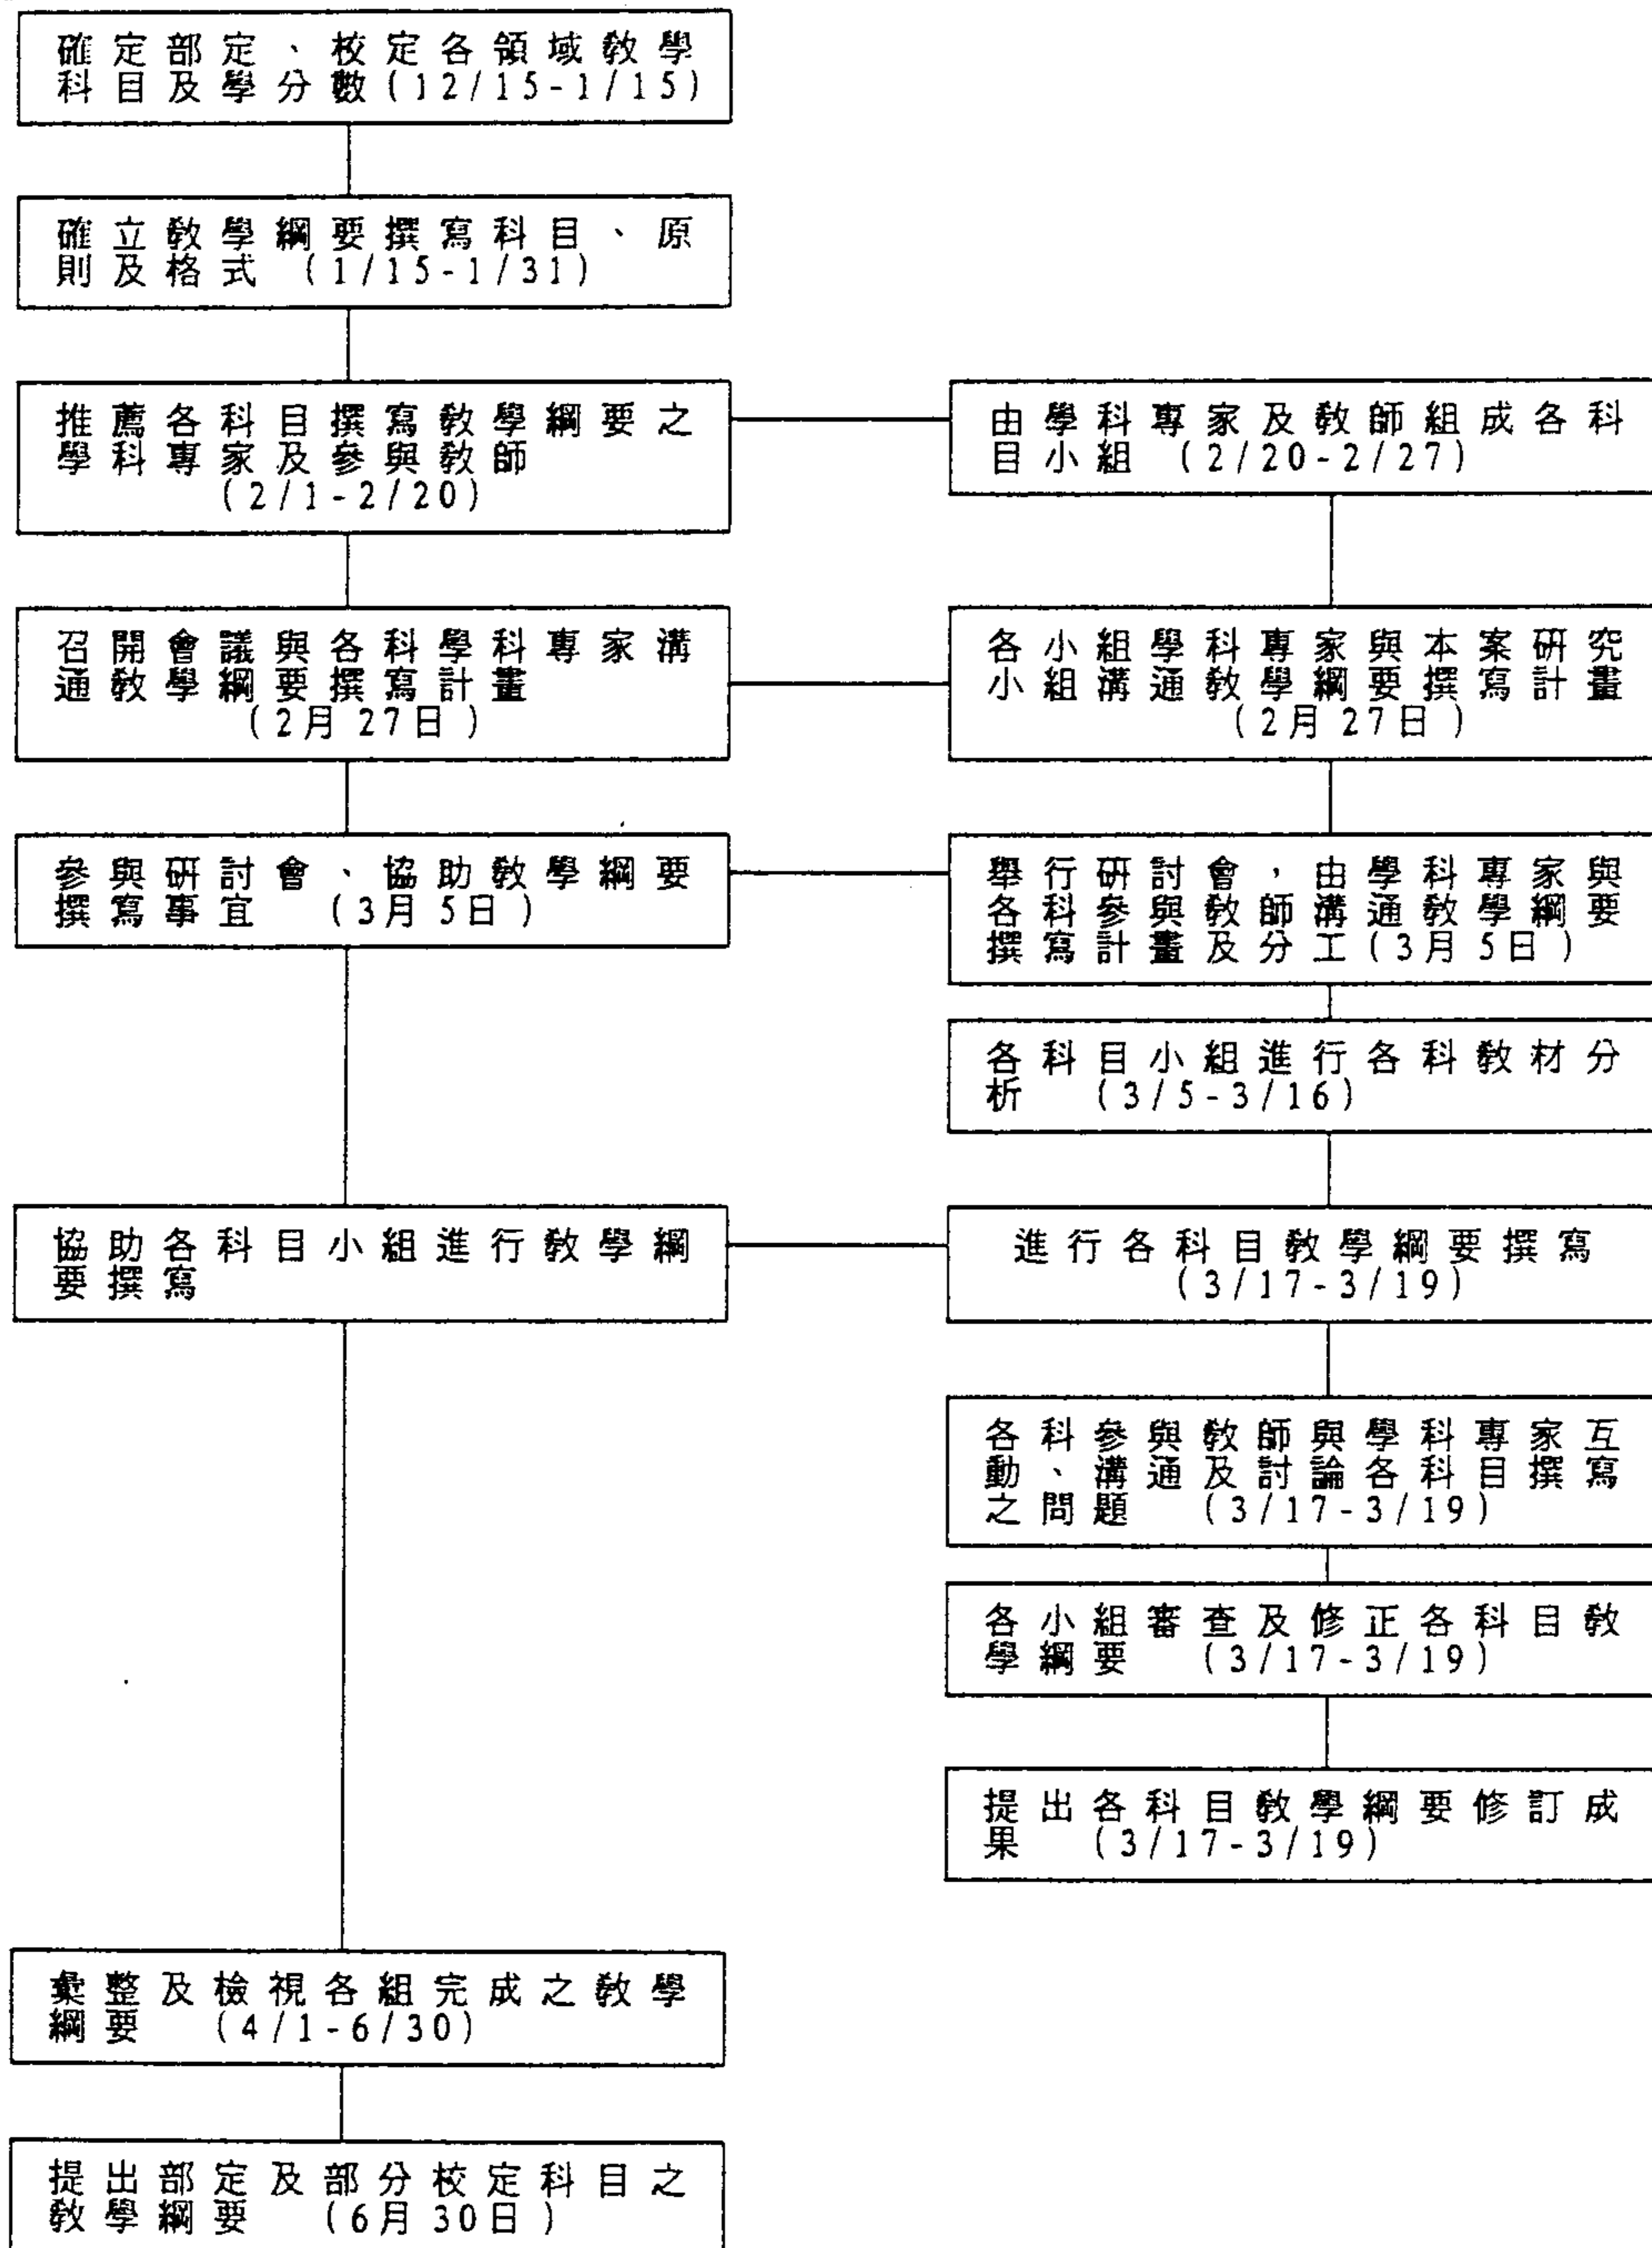 確定部定、校定各領域教學
科目及學分數(12/15-1/15)
確立教學綱要撰寫科目、原
則及格式 (1/15-1/31)
推薦各科目撰寫教學綱要之
學科專家及參與教師
(2/1-2/20)
由學科專家及教師組成各科
目小組 (2/20-2/27)
召開會議與各科學科專家溝
通教學綱要撰寫計畫
(2月27日)
各小組學科專家與本案研究
小組溝通教學綱要撰寫計畫
(2月27日)
參與研討會、協助教學綱要
撰寫事宜 (3月5日)
舉行研討會,由學科專家與
各科參與教師溝通教學綱要
撰寫計畫及分工(3月5日)
各科目小組進行各科教材分
析 (3/5-3/16)
協助各科目小組進行教學綱
要撰寫
進行各科目教學綱要撰寫
(3/17-3/19)
各科參與教師與學科專家互
動、溝通及討論各科目撰寫
之問題 (3/17-3/19)
各小組審查及修正各科目教
學綱要 (3/17-3/19)
提出各科目教學綱要修訂成
果 (3/17-3/19)
彙整及檢視各組完成之教學
綱要 (4/1-6/30)
提出部定及部分校定科目之
教學綱要 (6月30日)